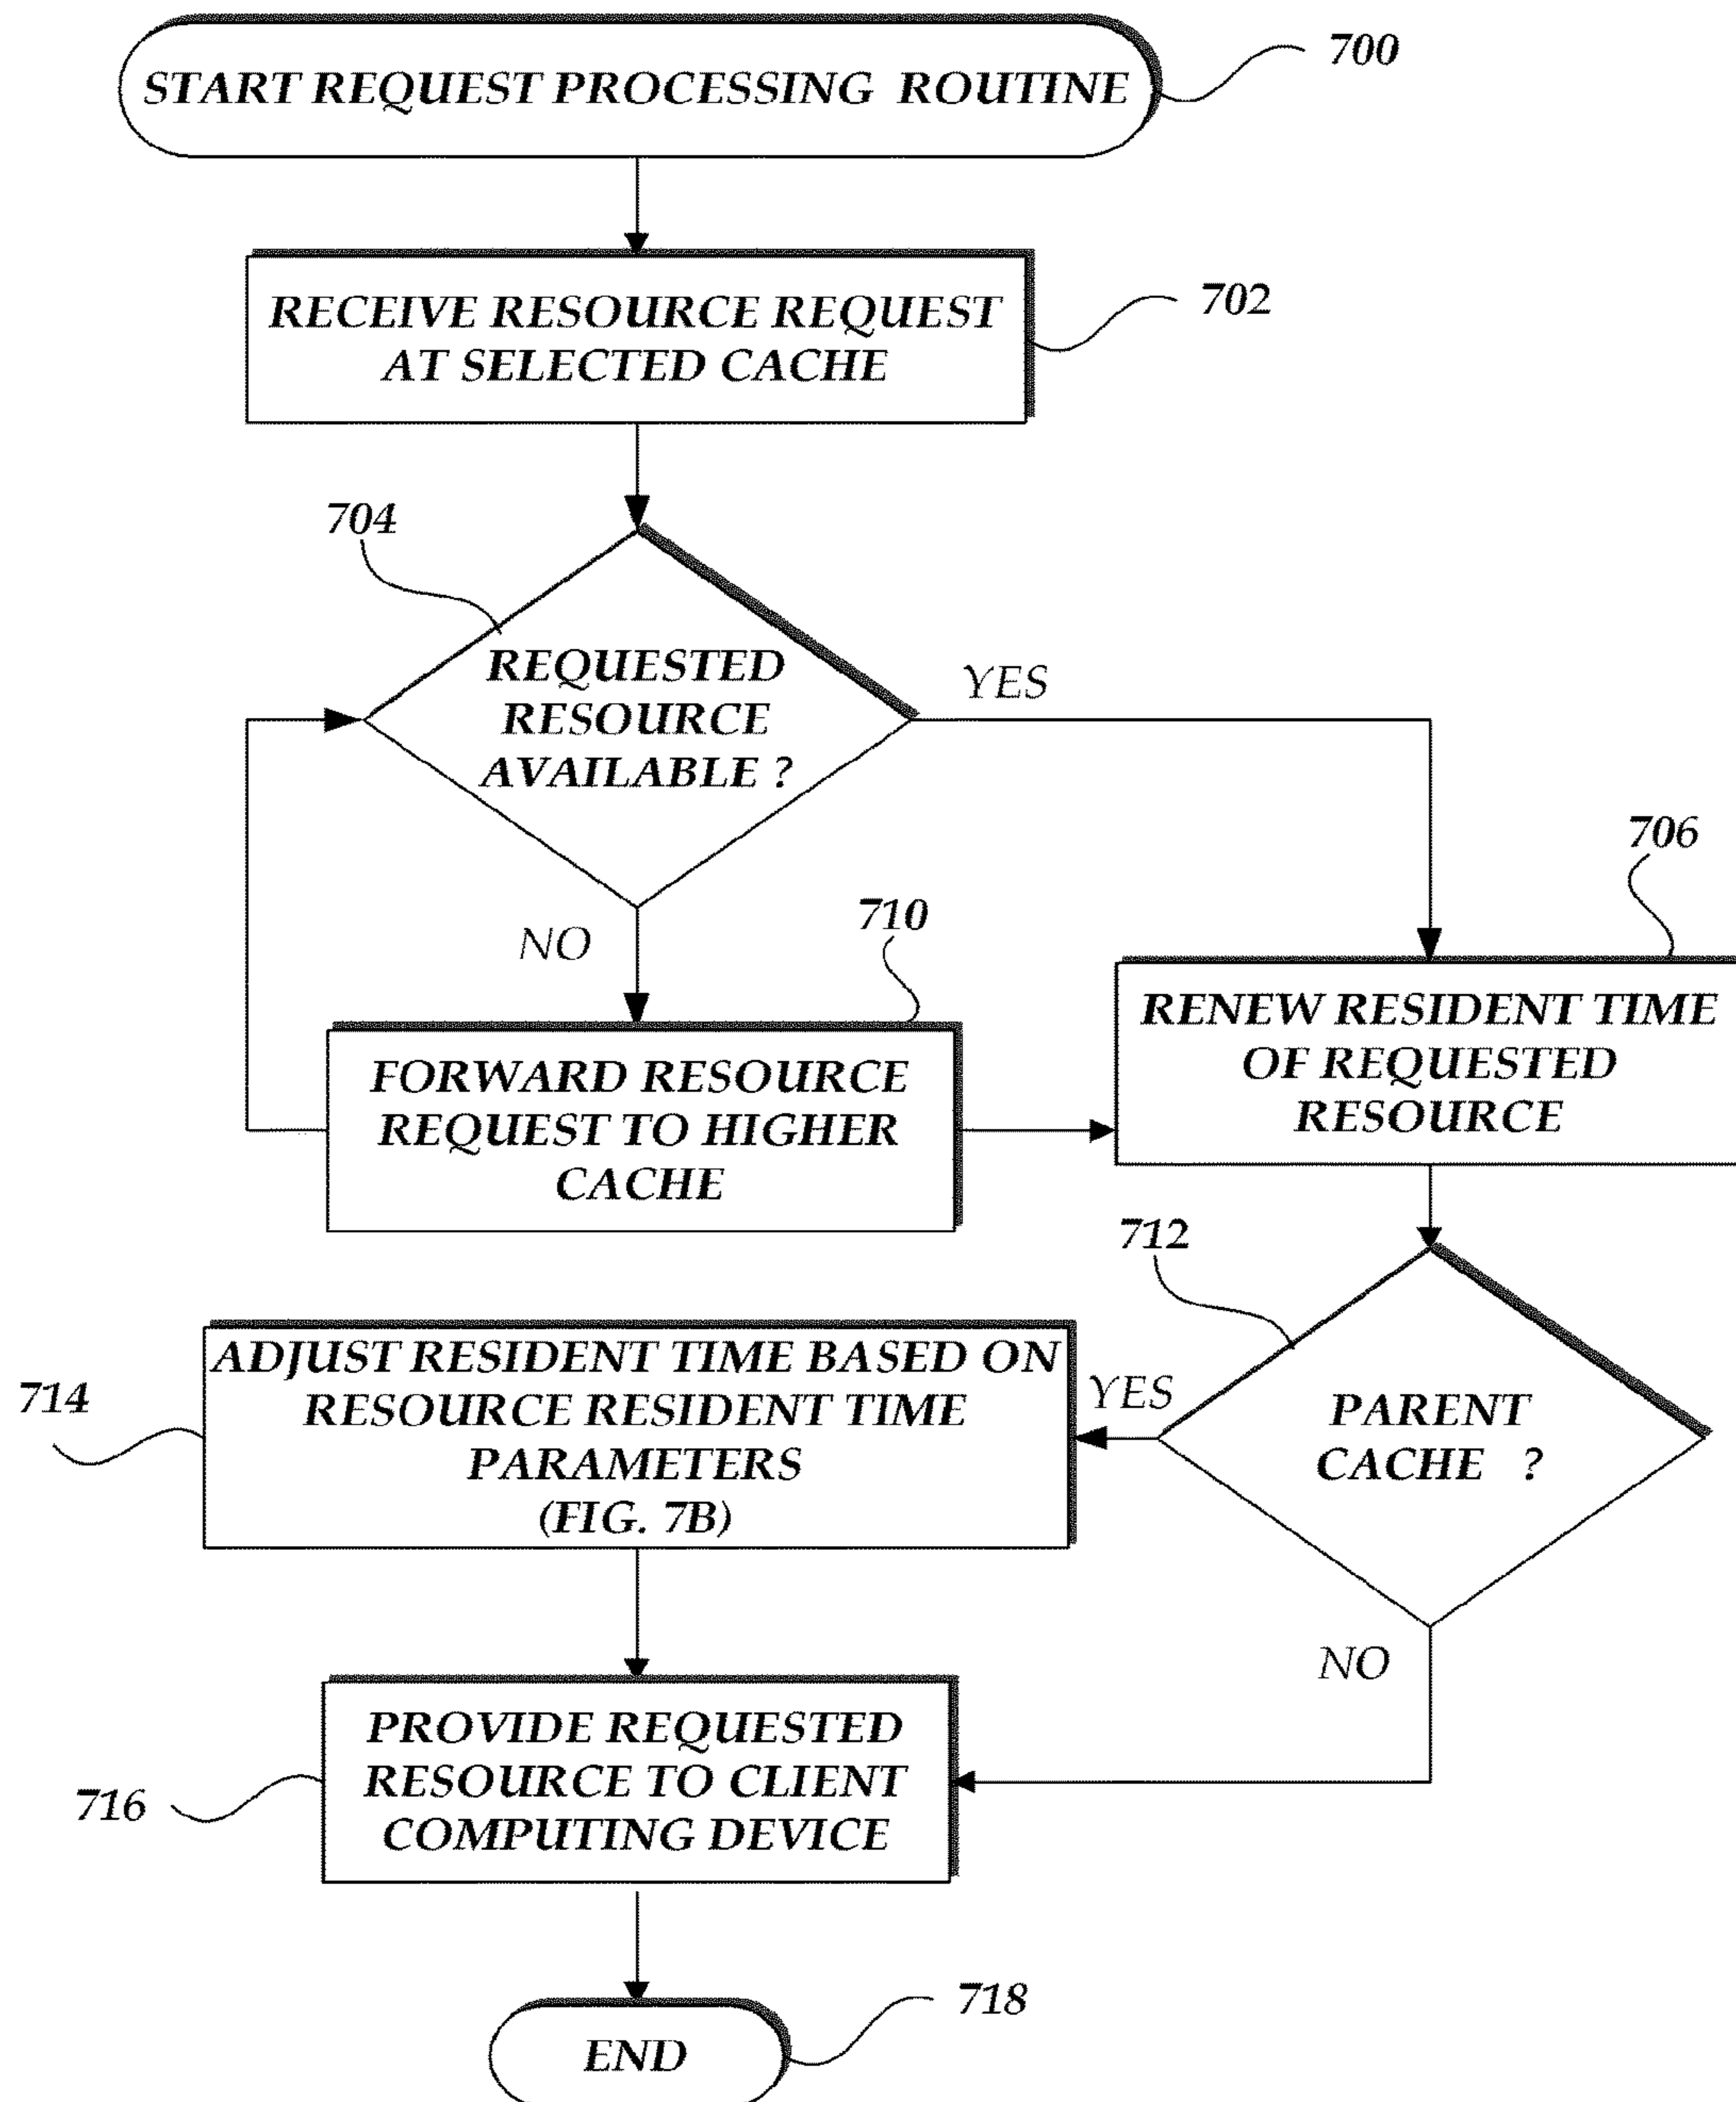 START REQUEST PROCESSING ROUTINE
700
RECEIVE RESOURCE REQUEST
AT SELECTED CACHE
702
704
REQUESTED
RESOURCE
AVAILABLE ?
YES
NO
706
RENEW RESIDENT TIME
OF REQUESTED
RESOURCE
710
FORWARD RESOURCE
REQUEST TO HIGHER
CACHE
712
PARENT
CACHE ?
YES
NO
714
ADJUST RESIDENT TIME BASED ON
RESOURCE RESIDENT TIME
PARAMETERS
(FIG. 7B)
716
PROVIDE REQUESTED
RESOURCE TO CLIENT
COMPUTING DEVICE
718
END